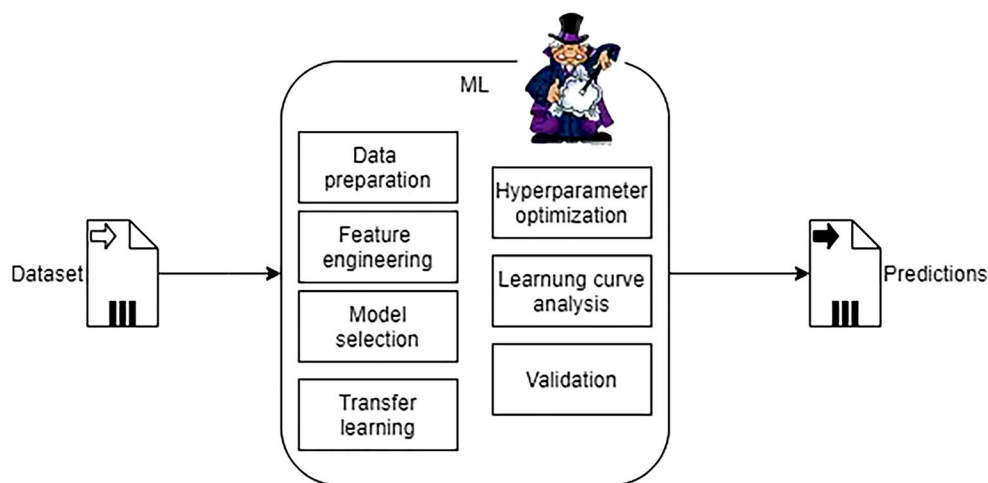 ML
Data
preparation
Feature
engineering
Model
selection
Transfer
learning
Hyperparameter
optimization
Learnung curve
analysis
Validation
Dataset
Predictions